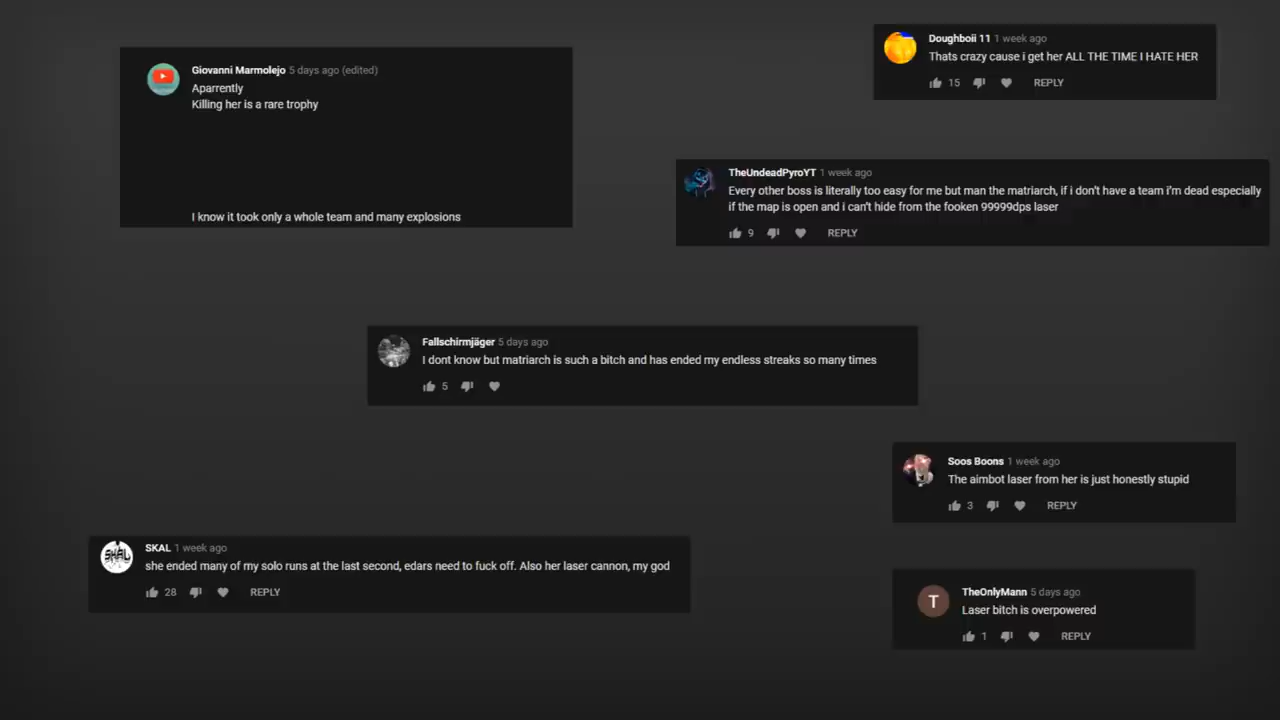 Giovanni Marmolejo 5 days ago (edited)
Aparrently
Killing her is a rare trophy
I know it took only a whole team and many explosions
Doughboii 11 1 week ago
Thats crazy cause i get her ALL THE TIME I HATE HER
15 REPLY
TheUndeadPyroYT 1 week ago
Every other boss is literally too easy for me but man the matriarch, if i don't have a team i'm dead especially
if the map is open and i can't hide from the fooken 99999dps laser
9 REPLY
Fallschirmjäger 5 days ago
I dont know but matriarch is such a bitch and has ended my endless streaks so many times
5
Soos Boons 1 week ago
The aimbot laser from her is just honestly stupid
3 REPLY
SKAL
SKAL 1 week ago
she ended many of my solo runs at the last second, edars need to fuck off. Also her laser cannon, my god
28 REPLY
T
TheOnlyMann 5 days ago
Laser bitch is overpowered
1 REPLY